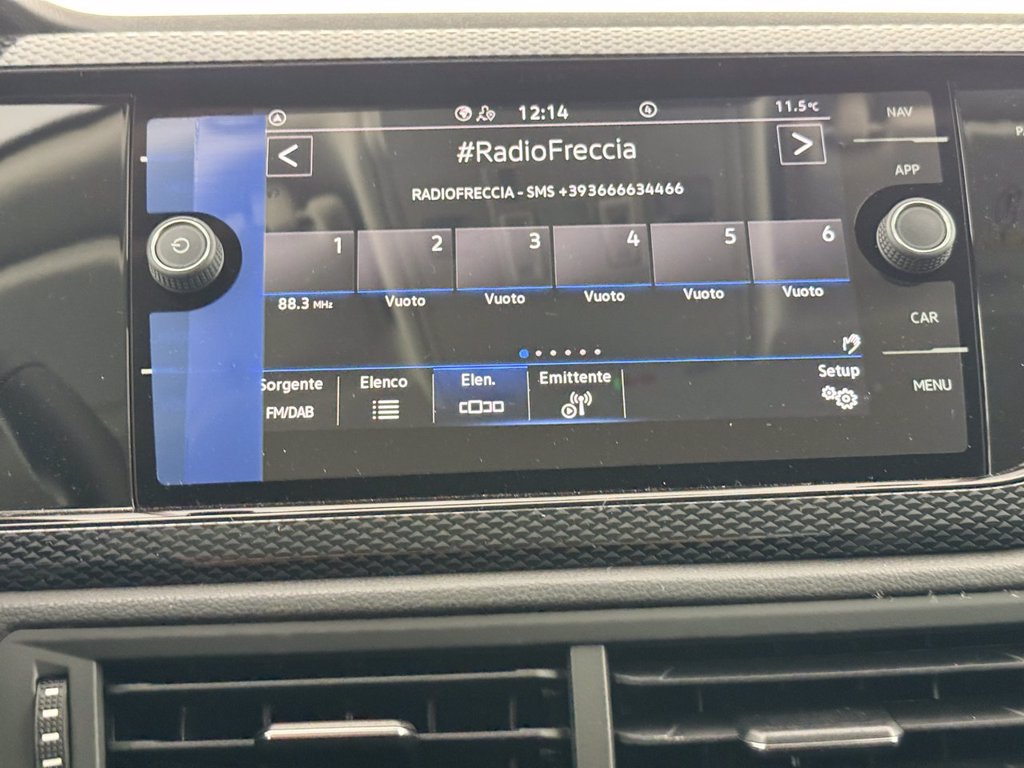 12:14
4
11.5°C
NAV
< #RadioFreccia >
RADIOFRECCIA - SMS +393666634466
APP
1 2 3 4 5 6
88.3 MHz Vuoto Vuoto Vuoto Vuoto Vuoto
CAR
Sorgente Elenco Elen. Emittente Setup
FM/DAB
MENU